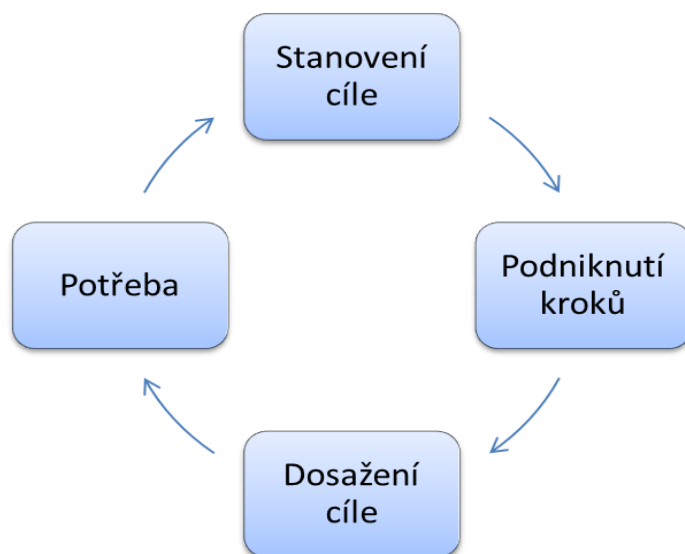 Stanovení
cíle
Potřeba
Podniknutí
kroků
Dosažení
cíle